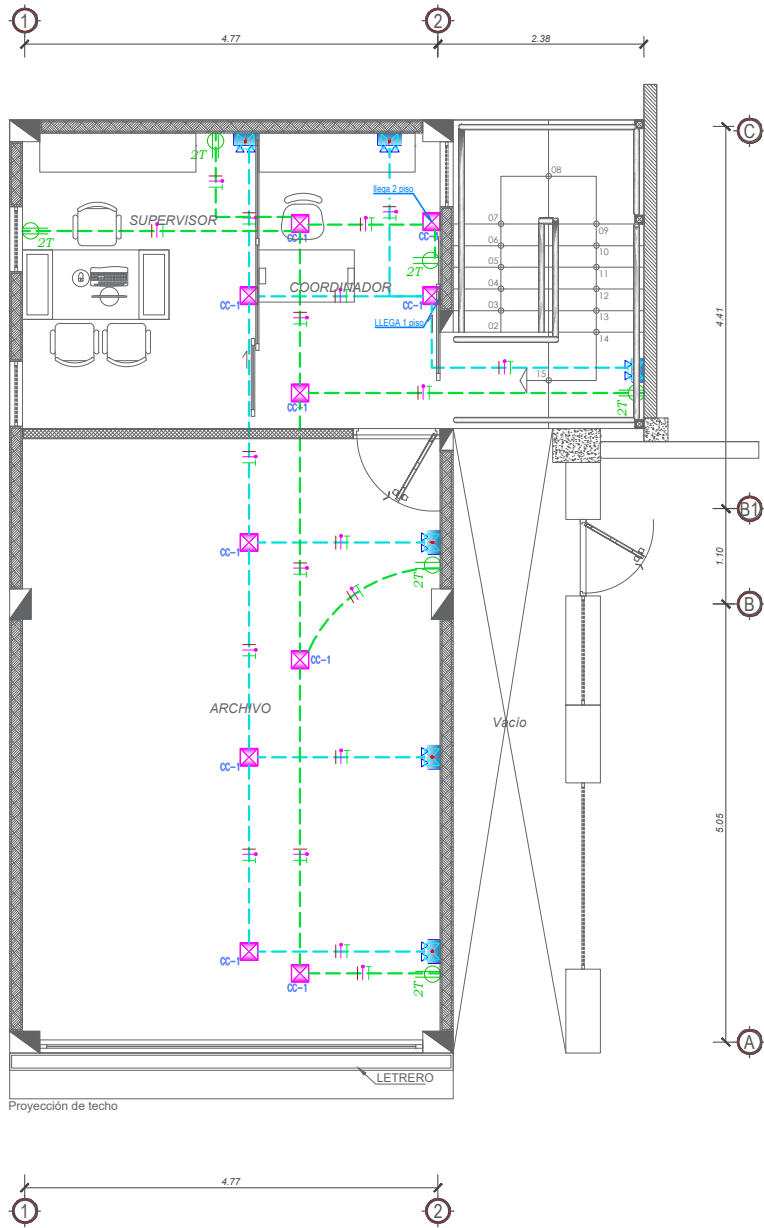 1
2
4.77
2.38
C
08
2T
llega 2 piso
SUPERVISOR
07
09
CC-1
CC-1
2T
06
10
2T
05
11
COORDINADOR
04
12
CC-1
CC-1
03
13
LLEGA 1 piso
02
14
4.41
15
CC-1
2T
B1
1.10
CC-1
2T
B
CC-1
ARCHIVO
Vacío
CC-1
5.05
CC-1
CC-1
2T
A
LETRERO
Proyección de techo
4.77
1
2